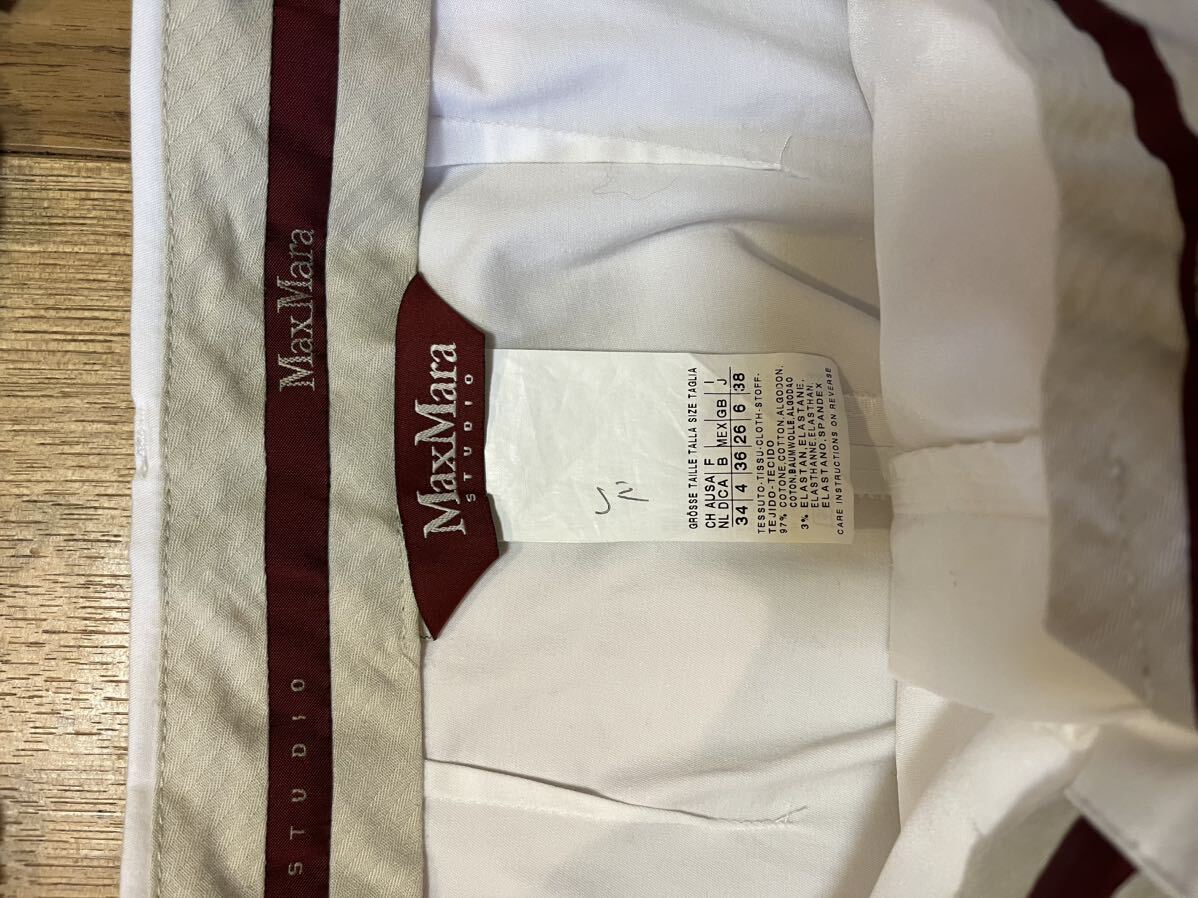 MaxMara
STUDIO
MaxMara
STUDIO
GRÖSSE TAILLE TALLA SIZE TAGLIA
CH AUSA F MEX GB I
NL D CA B J
34 4 36 26 6 38
TESSUTO-TISSU-CLOTH-STOFF-
TEJIDO-TECIDO
97% COTONE,COTTON,ALGODON,
COTON,BAUMWOLLE,ALGODAO
3% ELASTAN,ELASTANE,
ELASTHANNE,ELASTHAN,
ELASTANO,SPANDEX
CARE INSTRUCTIONS ON REVERSE